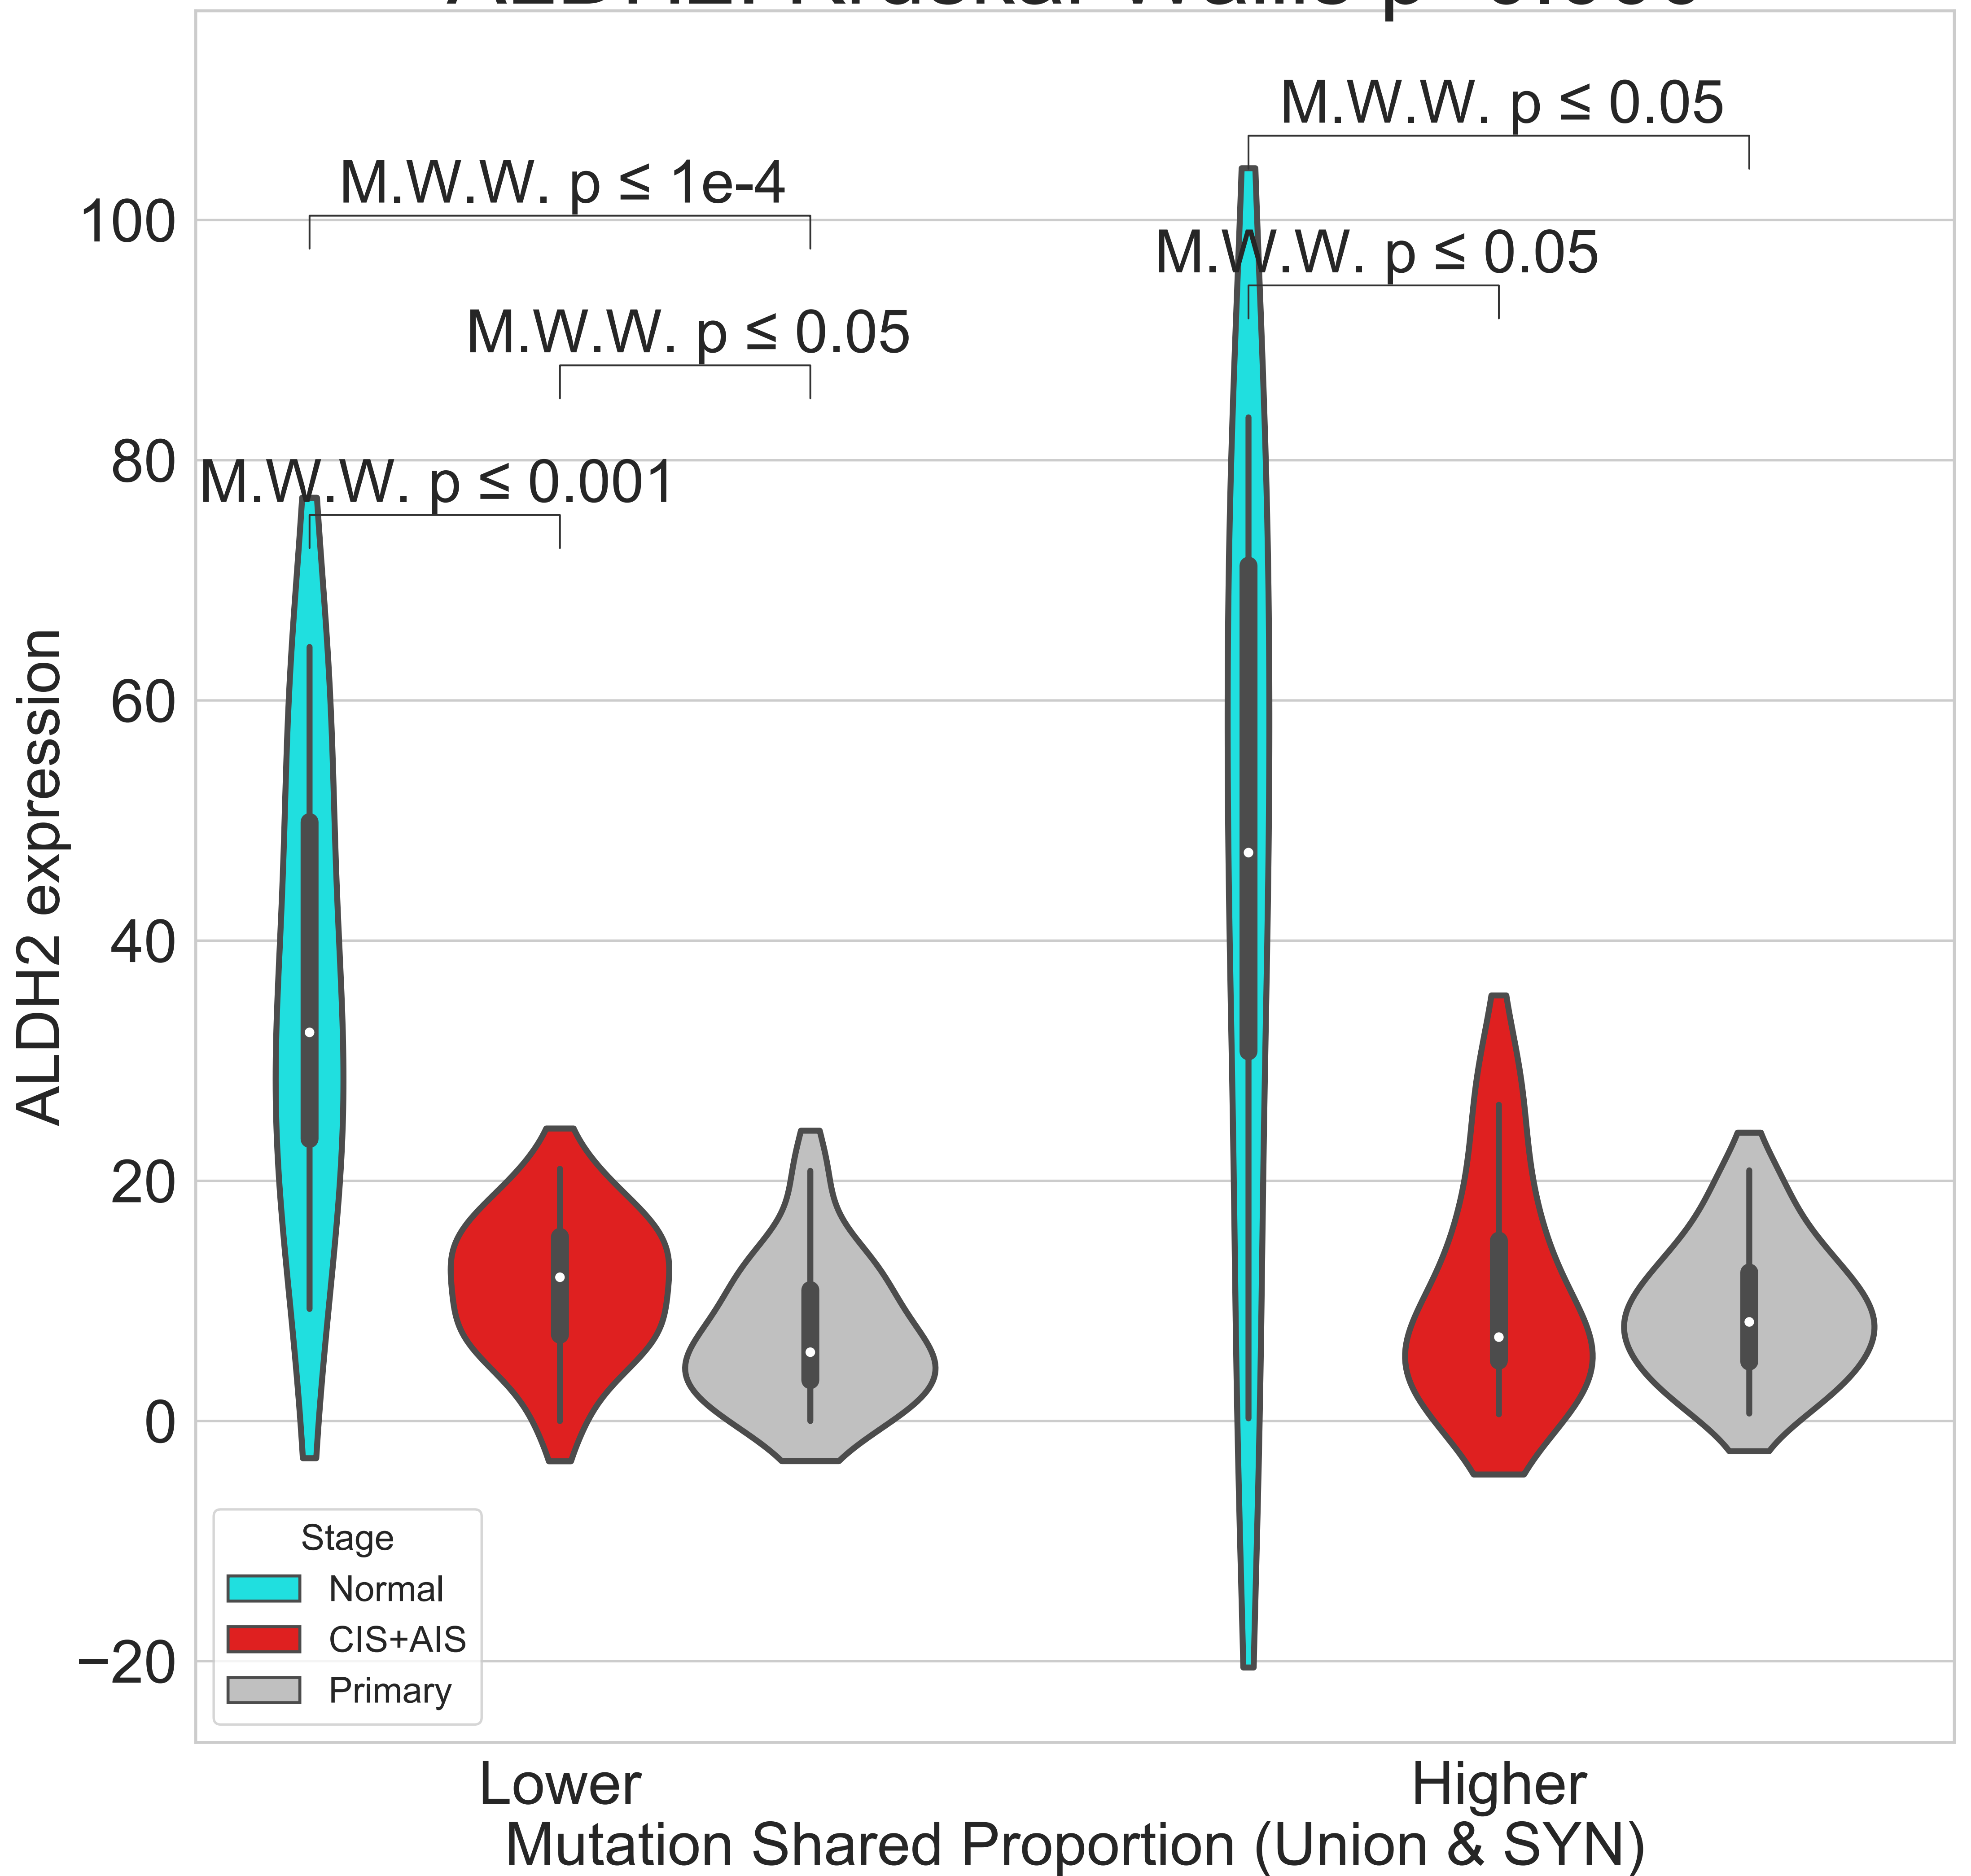 M.W.W. p ≤ 0.05
M.W.W. p ≤ 1e-4
M.W.W. p ≤ 0.05
M.W.W. p ≤ 0.05
M.W.W. p ≤ 0.001
100
80
60
40
20
0
−20
ALDH2 expression
Stage
Normal
CIS+AIS
Primary
Lower
Higher
Mutation Shared Proportion (Union & SYN)